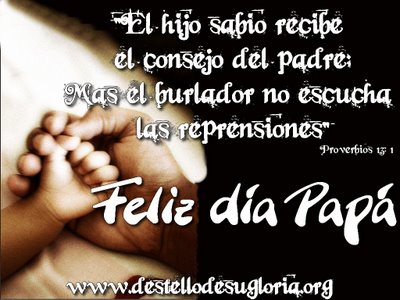 "El hijo sabio recibe
el consejo del padre;
Mas el burlador no escucha
las reprensiones"
Proverbios 13: 1
Feliz día Papá
www.destellodesugloria.org